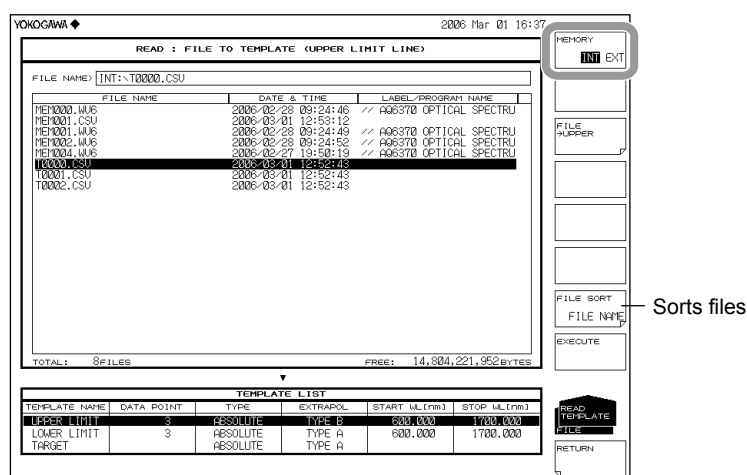 YOKOGAWA ◆ 2006 Mar 01 16:37
READ : FILE TO TEMPLATE (UPPER LIMIT LINE)
FILE NAME> INT:\T0000.CSV
FILE NAME DATE & TIME LABEL/PROGRAM NAME
MEM000.WV6 2006/02/28 09:24:46 // AQ6370 OPTICAL SPECTRU
MEM001.CSV 2006/03/01 12:53:12
MEM001.WV6 2006/02/28 09:24:49 // AQ6370 OPTICAL SPECTRU
MEM002.WV6 2006/02/28 09:24:52 // AQ6370 OPTICAL SPECTRU
MEM004.WV6 2006/02/27 19:50:19 // AQ6370 OPTICAL SPECTRU
T0000.CSV 2006/03/01 12:52:43
T0001.CSV 2006/03/01 12:52:43
T0002.CSV 2006/03/01 12:52:43
TOTAL: 8FILES FREE: 14,804,221,952BYTES
▼
TEMPLATE LIST
TEMPLATE NAME DATA POINT TYPE EXTRAPOL START WL[nm] STOP WL[nm]
UPPER LIMIT 3 ABSOLUTE TYPE B 600.000 1700.000
LOWER LIMIT 3 ABSOLUTE TYPE A 600.000 1700.000
TARGET ABSOLUTE TYPE A
MEMORY
INT EXT
FILE
→UPPER
FILE SORT
FILE NAME
Sorts files
EXECUTE
READ
TEMPLATE
FILE
RETURN